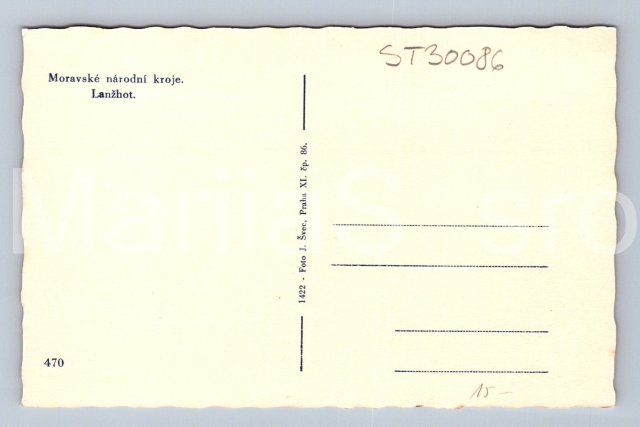 ST30086
Moravské národní kroje.
Lanžhot.
1422 - Foto J. Švec, Praha XI. čp. 86.
470
15 -